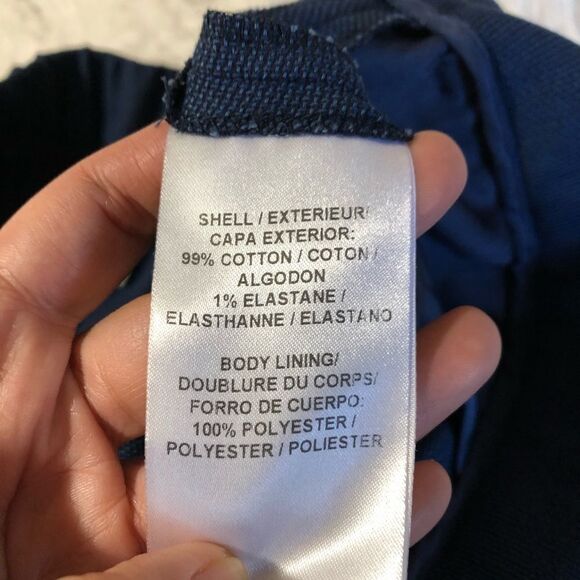 SHELL / EXTERIEUR/
CAPA EXTERIOR:
99% COTTON / COTON /
ALGODON
1% ELASTANE /
ELASTHANNE / ELASTANO
BODY LINING/
DOUBLURE DU CORPS/
FORRO DE CUERPO:
100% POLYESTER /
POLYESTER / POLIESTER